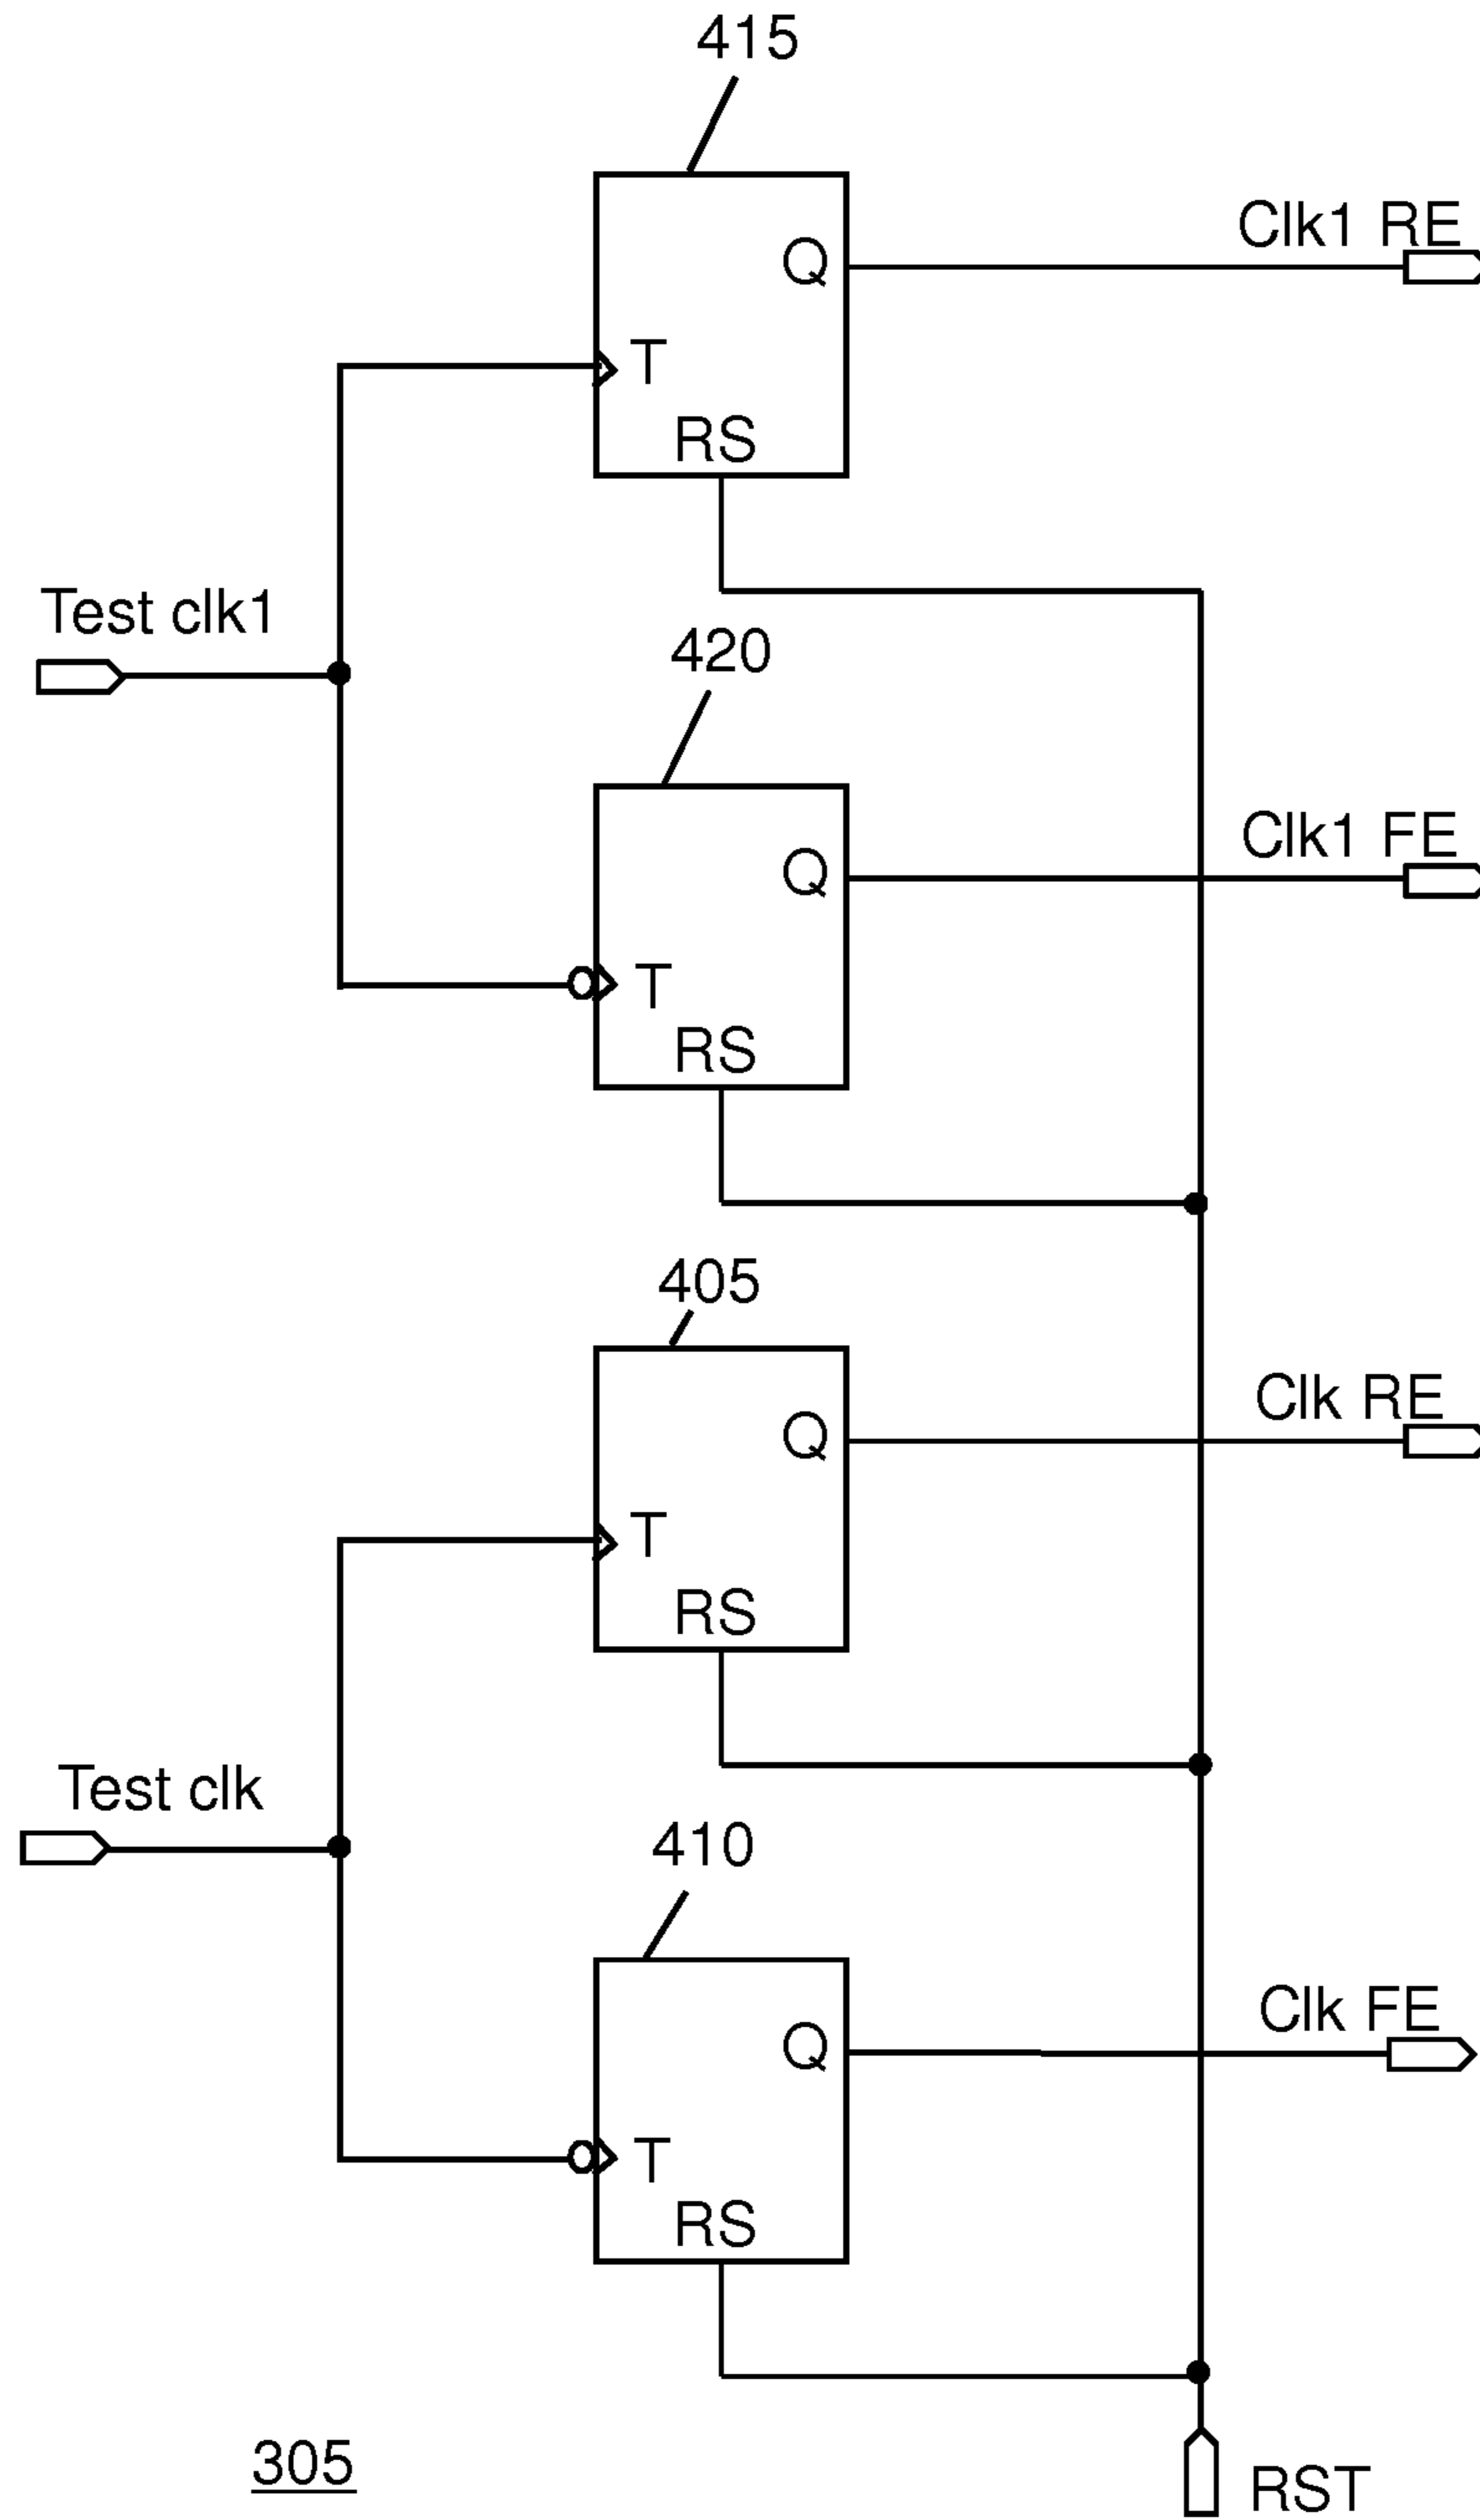 415
Clk1 RE
Q
T
RS
Test clk1
420
Clk1 FE
Q
T
RS
405
Clk RE
Q
T
RS
Test clk
410
Clk FE
Q
T
RS
305
RST